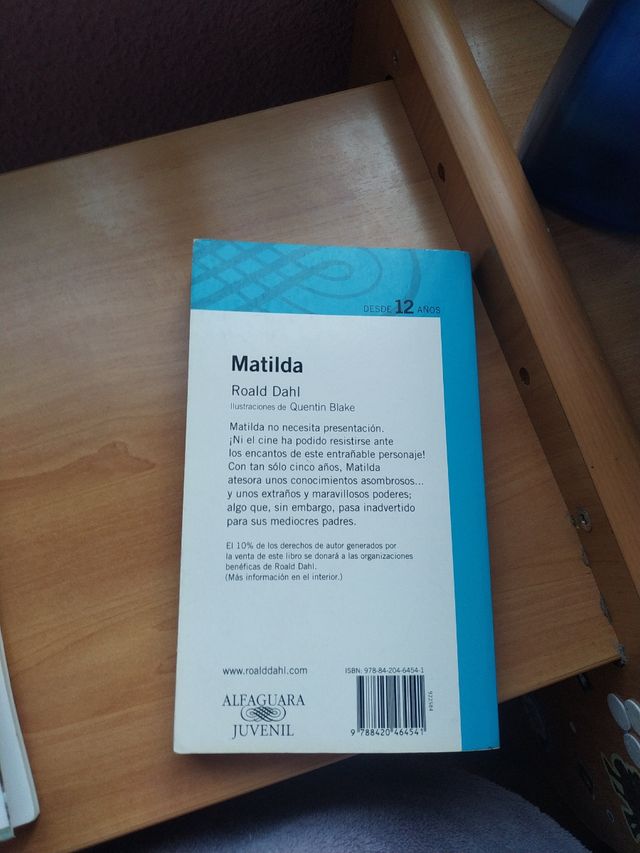 DESDE 12 AÑOS
Matilda
Roald Dahl
Ilustraciones de Quentin Blake
Matilda no necesita presentación.
¡Ni el cine ha podido resistirse ante
los encantos de este entrañable personaje!
Con tan sólo cinco años, Matilda
atesora unos conocimientos asombrosos...
y unos extraños y maravillosos poderes;
algo que, sin embargo, pasa inadvertido
para sus mediocres padres.
El 10% de los derechos de autor generados por
la venta de este libro se donará a las organizaciones
benéficas de Roald Dahl.
(Más información en el interior.)
www.roalddahl.com
ISBN: 978-84-204-6454-1
922484
9 788420 464541
ALFAGUARA
JUVENIL